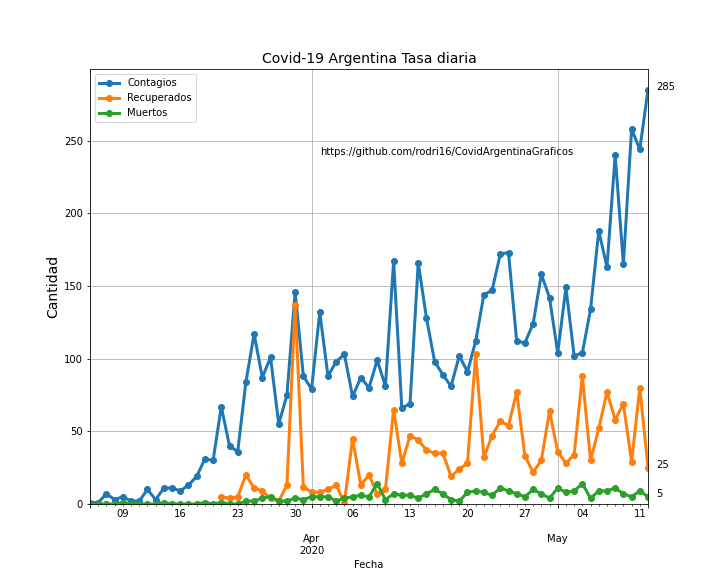 Covid-19 Argentina Tasa diaria
Contagios
Recuperados
Muertos
https://github.com/rodri16/CovidArgentinaGraficos
285
25
5
Cantidad
250
200
150
100
50
0
09
16
23
30
06
13
20
27
04
11
Apr
2020
May
Fecha